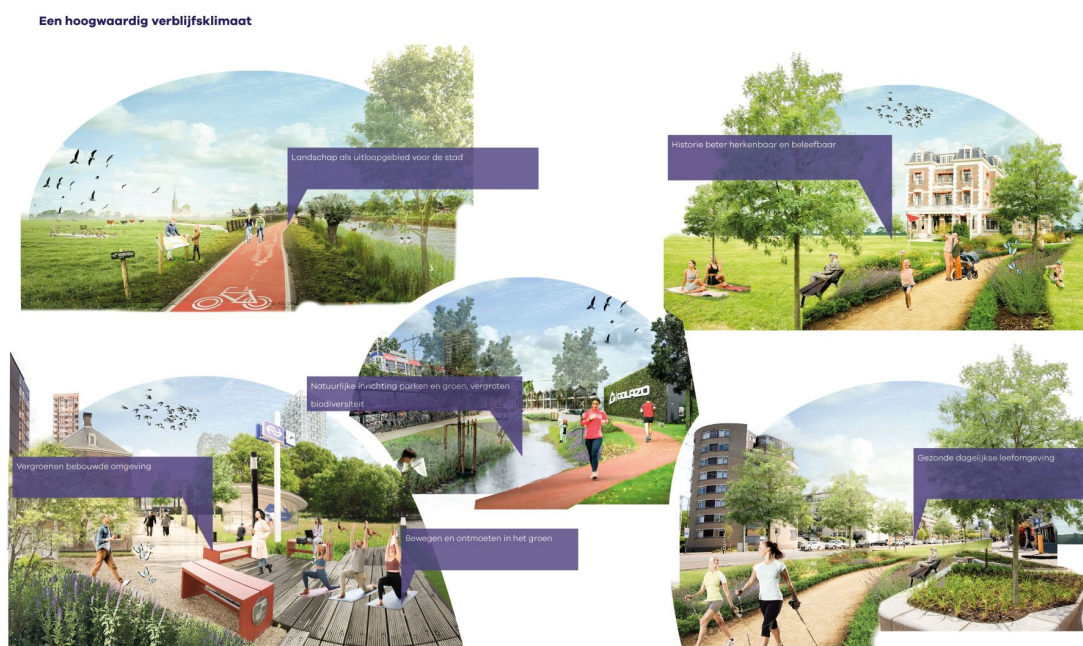 Een hoogwaardig verblijfsklimaat
Landschap als uitloopgebied voor de stad
Historie beter herkenbaar en beleefbaar
Natuurlijke inrichting parken en groen, vergroten
biodiversiteit
Vergroenen bebouwde omgeving
Gezonde dagelijkse leefomgeving
Bewegen en ontmoeten in het groen